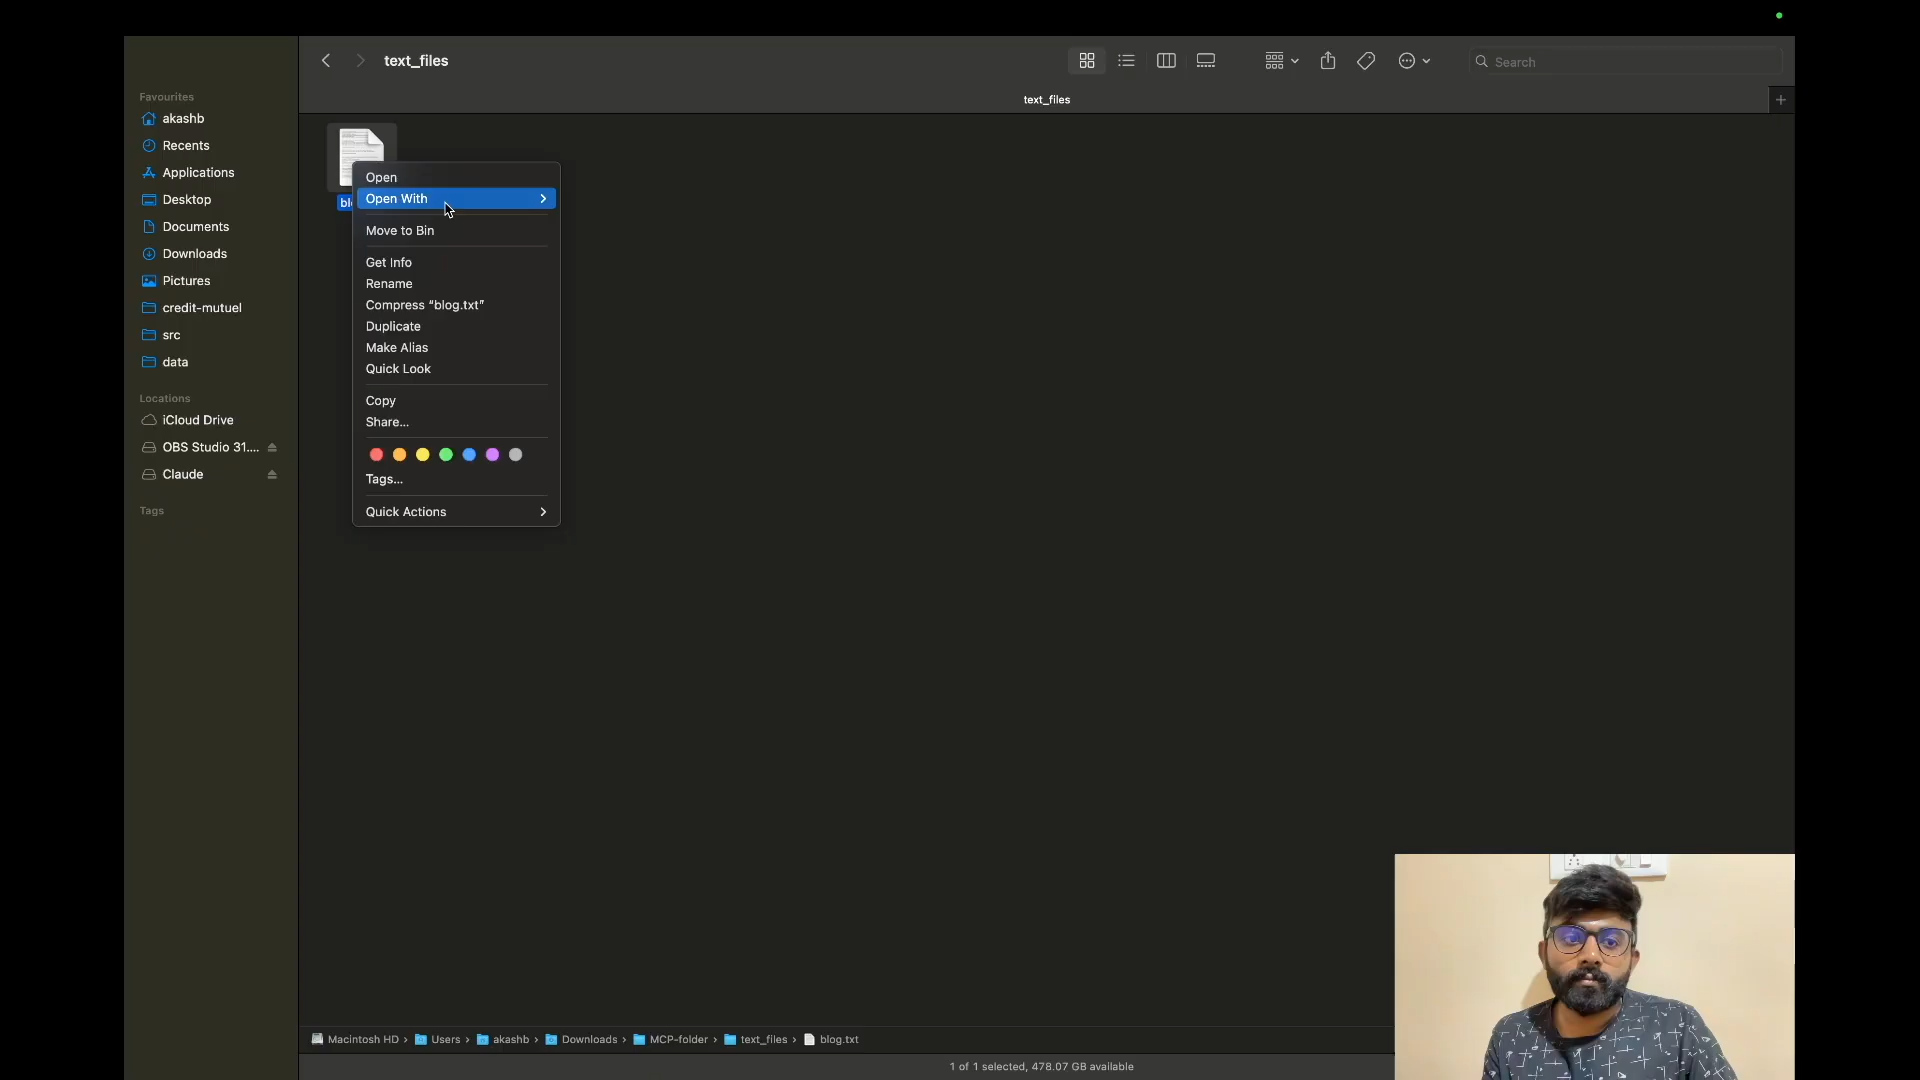 text_files
Search
text_files
Favourites
akashb
Recents
Applications
Desktop
Documents
Downloads
Pictures
credit-mutuel
src
data
Locations
iCloud Drive
OBS Studio 31....
Claude
Tags
Open
Open With
Move to Bin
Get Info
Rename
Compress “blog.txt”
Duplicate
Make Alias
Quick Look
Copy
Share...
Tags...
Quick Actions
Macintosh HD › Users › akashb › Downloads › MCP-folder › text_files › blog.txt
1 of 1 selected, 478.07 GB available